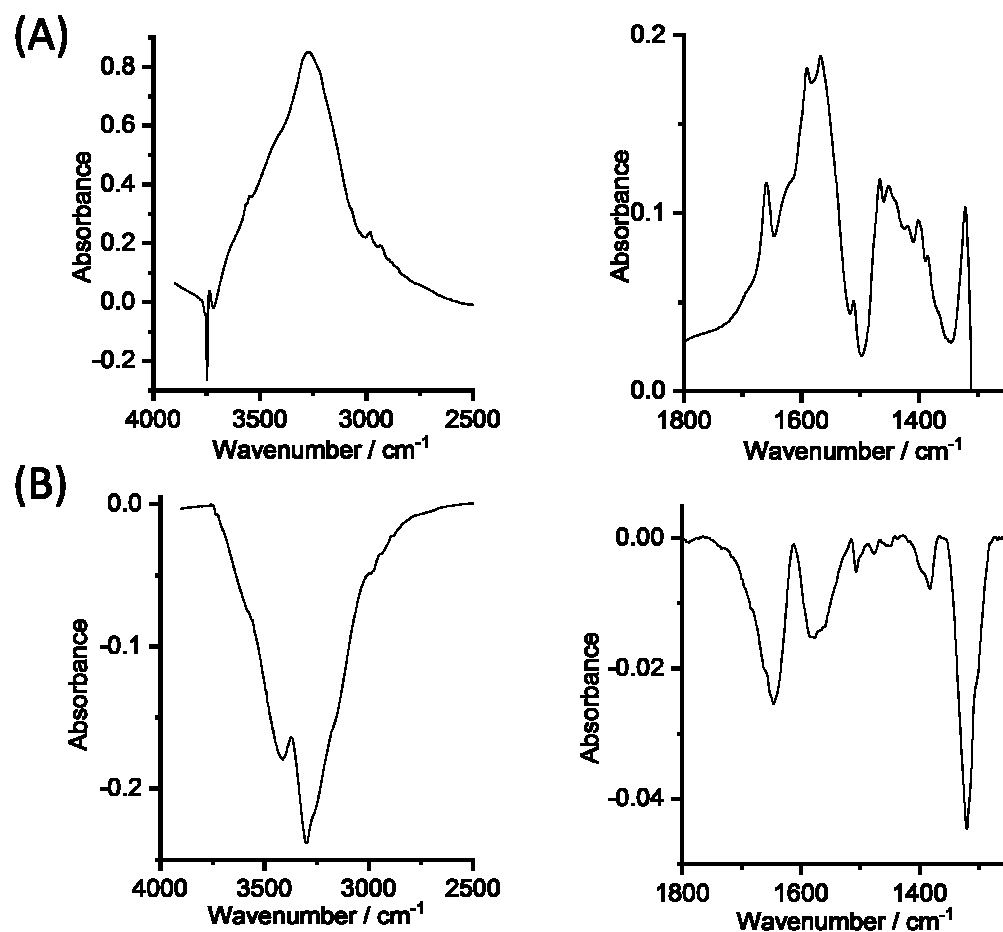 (A)
Absorbance
0.8
0.6
0.4
0.2
0.0
-0.2
4000 3500 3000 2500
Wavenumber / cm⁻¹
Absorbance
0.2
0.1
0.0
1800 1600 1400
Wavenumber / cm⁻¹
(B)
Absorbance
0.0
-0.1
-0.2
4000 3500 3000 2500
Wavenumber / cm⁻¹
Absorbance
0.00
-0.02
-0.04
1800 1600 1400
Wavenumber / cm⁻¹